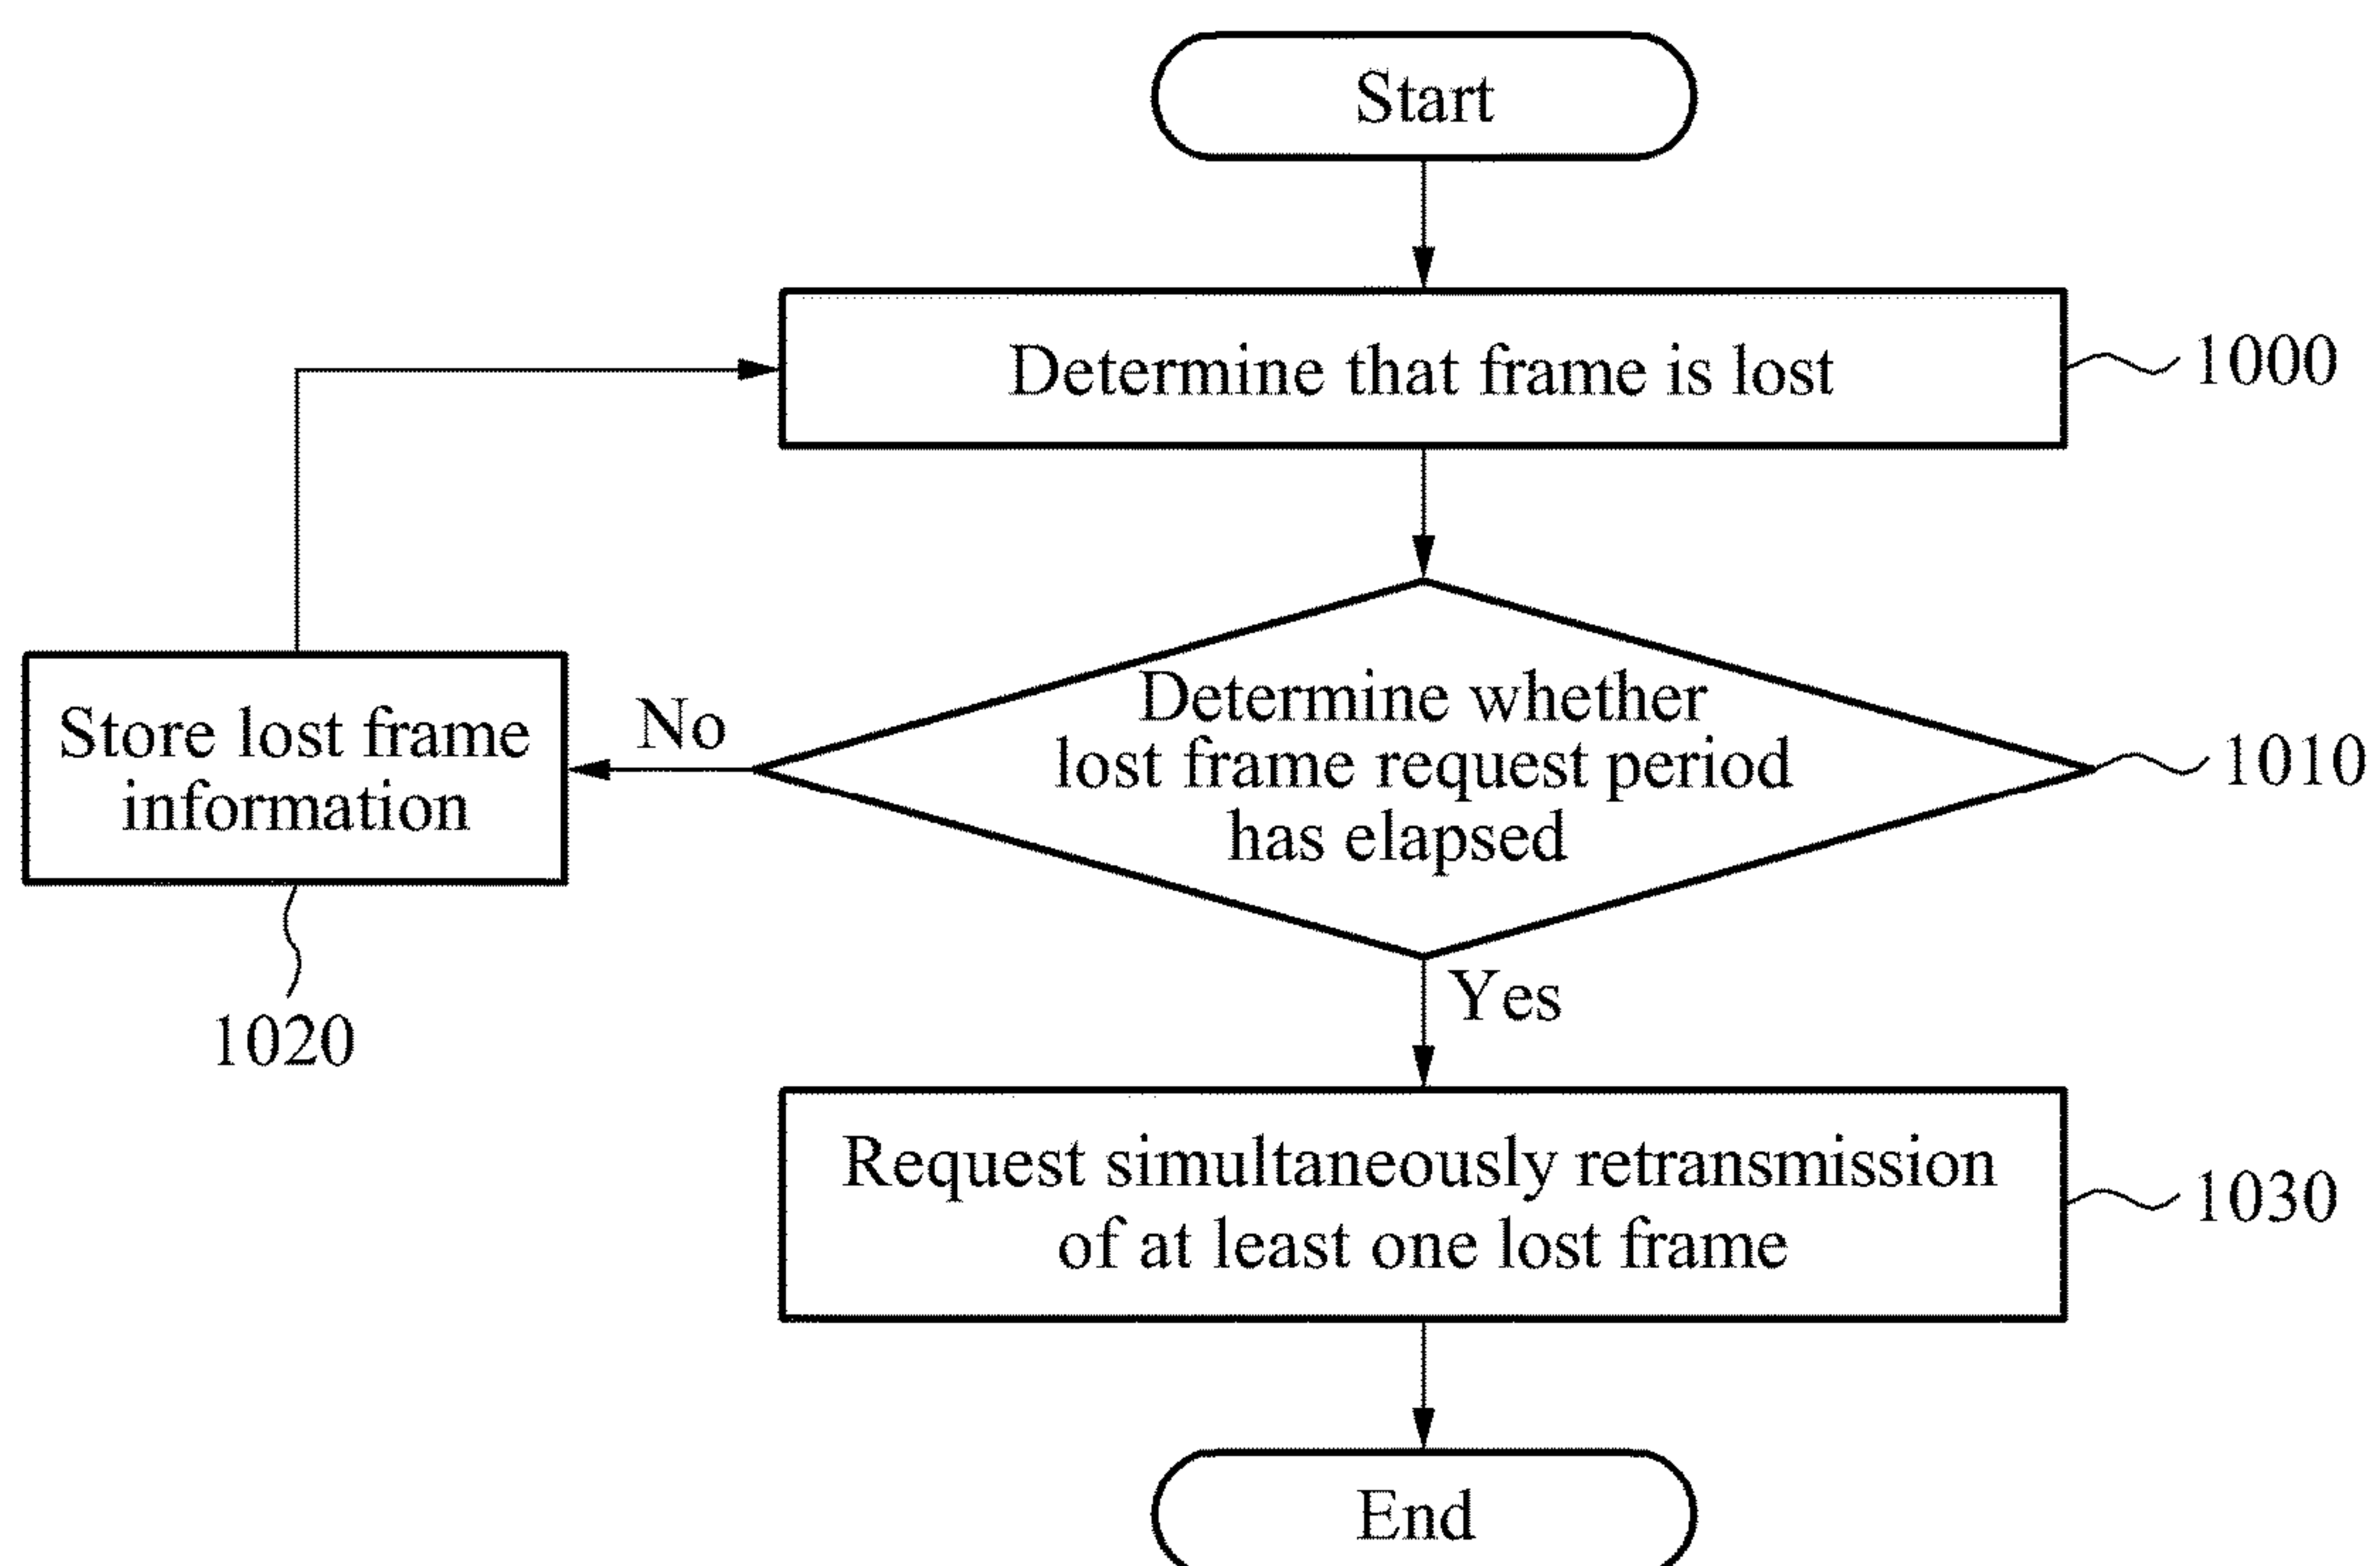 Start
Determine that frame is lost
1000
Determine whether
lost frame request period
has elapsed
1010
No
Store lost frame
information
1020
Yes
Request simultaneously retransmission
of at least one lost frame
1030
End